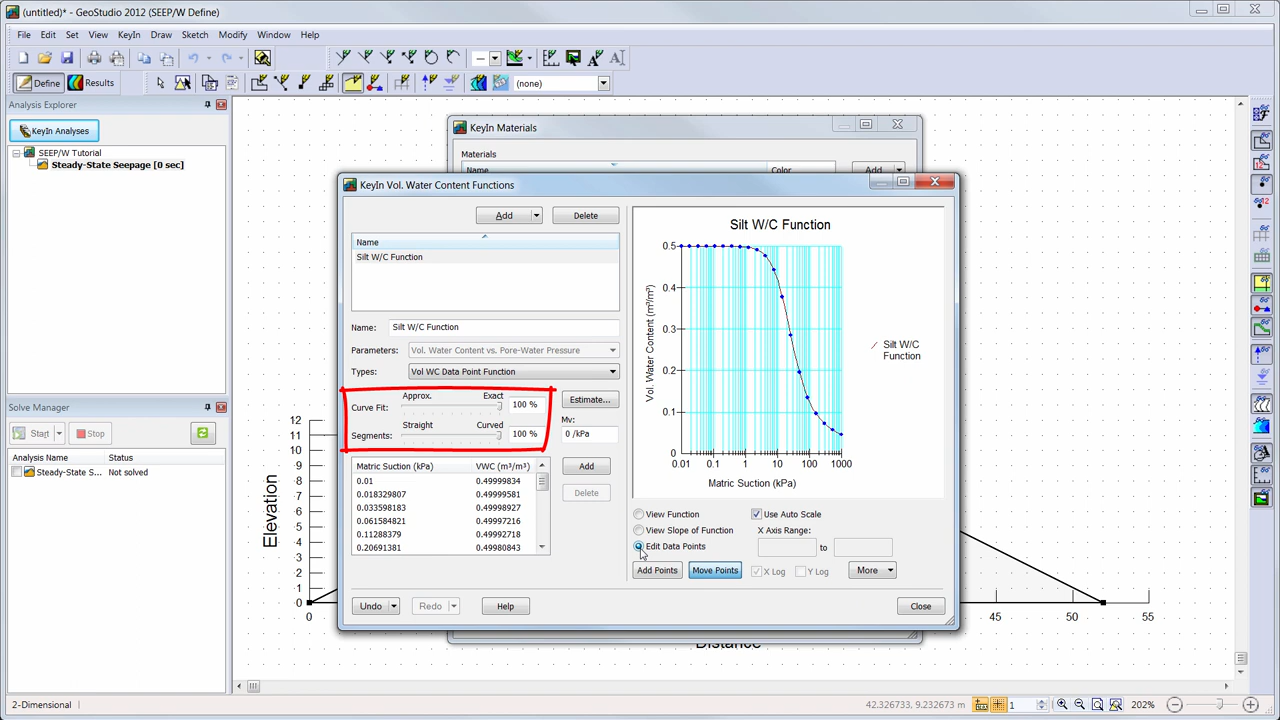 (untitled)* - GeoStudio 2012 (SEEP/W Define)
File Edit Set View KeyIn Draw Sketch Modify Window Help
Define Results (none)
Analysis Explorer
KeyIn Analyses
SEEP/W Tutorial
Steady-State Seepage [0 sec]
Solve Manager
Start Stop
Analysis Name Status
Steady-State S... Not solved
KeyIn Materials
Materials
Name Color Add
KeyIn Vol. Water Content Functions
Add Delete
Name
Silt W/C Function
Name: Silt W/C Function
Parameters: Vol. Water Content vs. Pore-Water Pressure
Types: Vol WC Data Point Function
Approx. Exact
Curve Fit: 100 % Estimate...
Straight Curved Mv:
Segments: 100 % 0 /kPa
Matric Suction (kPa) VWC (m³/m³) Add
0.01 0.49999834
0.018329807 0.49999581 Delete
0.033598183 0.49998927
0.061584821 0.49997216
0.11288379 0.49992716
0.20691381 0.49980843
Undo Redo Help
Silt W/C Function
Vol. Water Content (m³/m³)
0.5
0.4
0.3
0.2
0.1
0
0.01 0.1 1 10 100 1000
Matric Suction (kPa)
Silt W/C
Function
View Function Use Auto Scale
View Slope of Function X Axis Range:
Edit Data Points to
Add Points Move Points X Log Y Log More
Close
Elevation
12
11
10
9
8
7
6
5
4
3
2
1
0
0 45 50 55
Distance
2-Dimensional 42.326733, 9.232673 m 1 202%